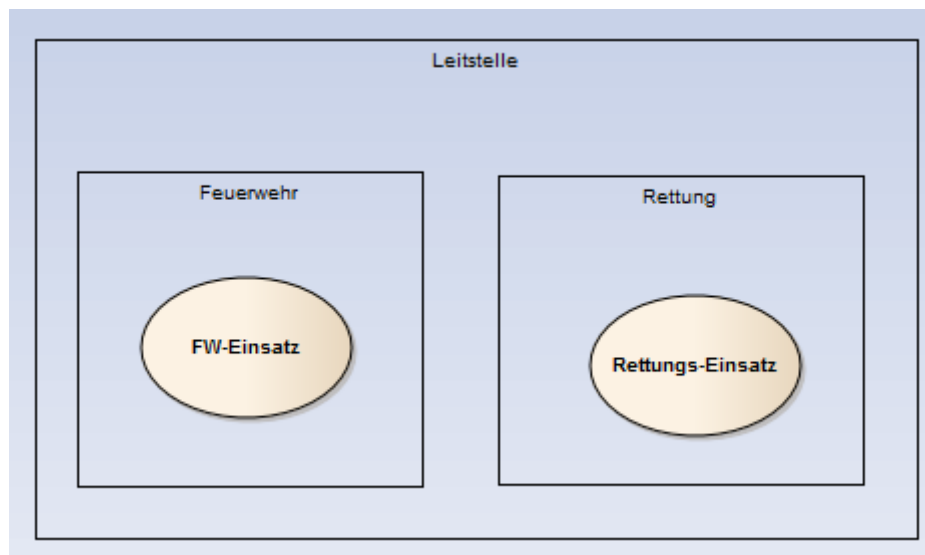 Leitstelle
Feuerwehr
Rettung
FW-Einsatz
Rettungs-Einsatz